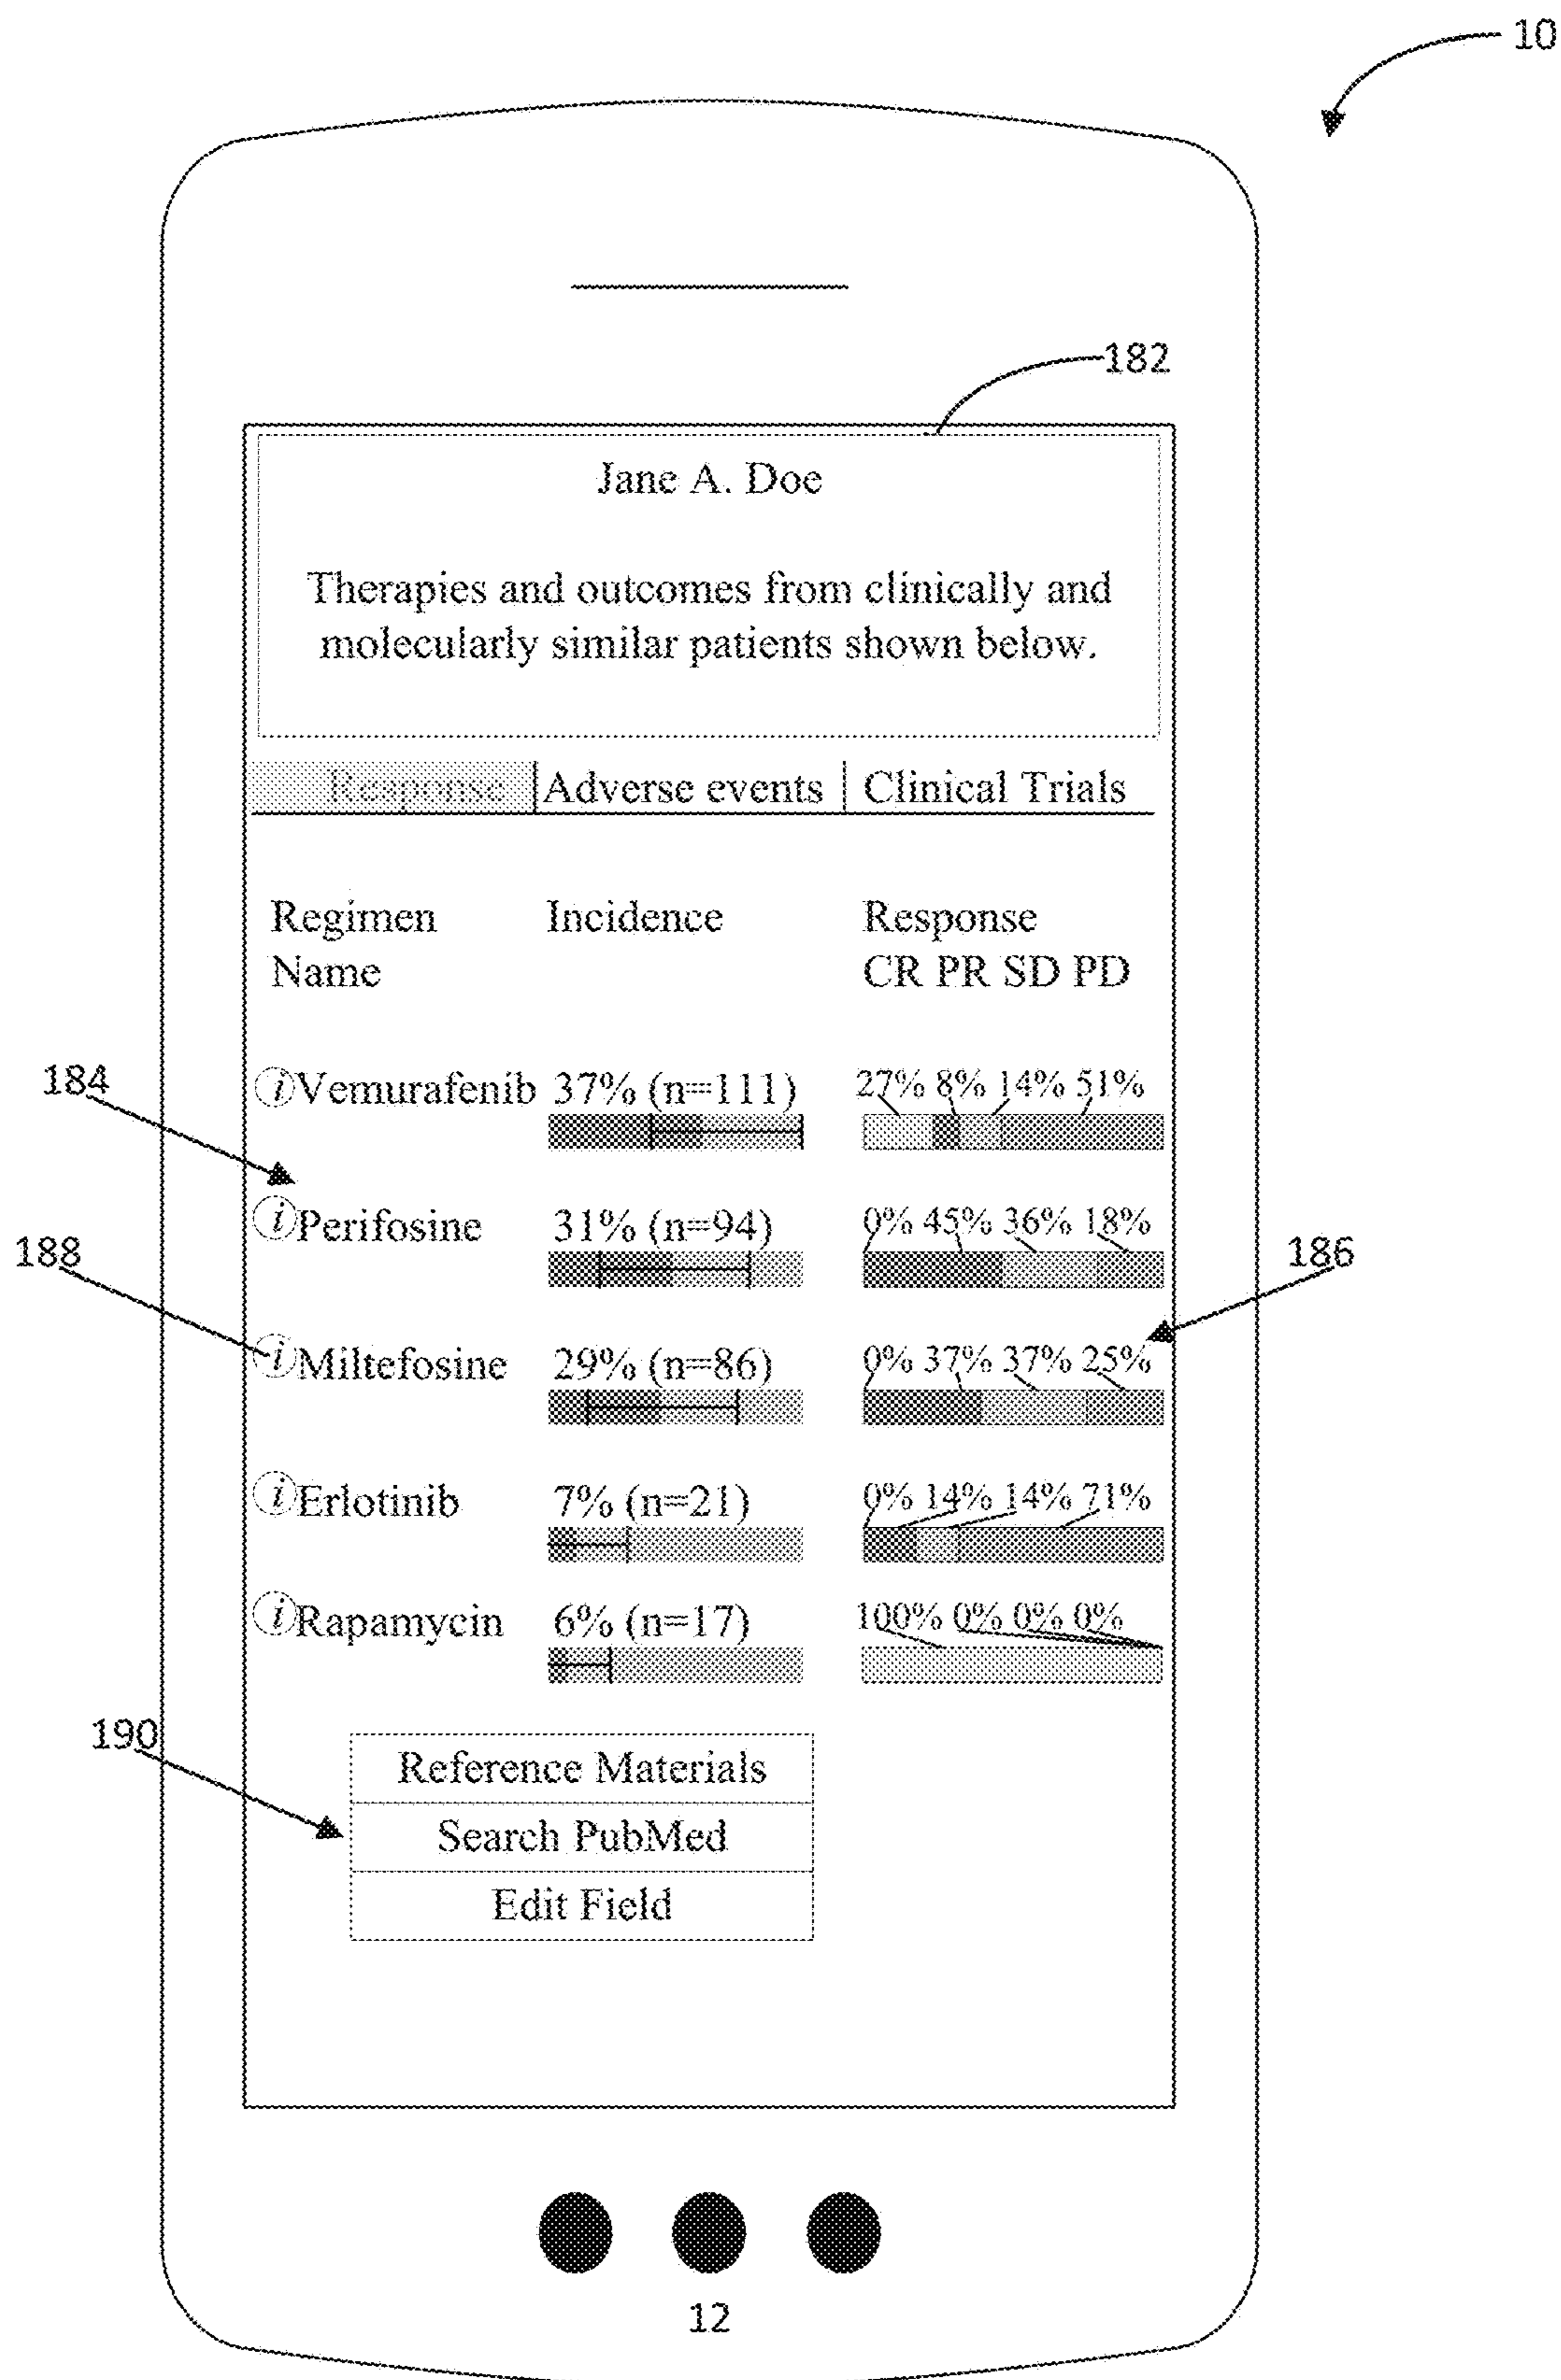 10
182
Jane A. Doe
Therapies and outcomes from clinically and
molecularly similar patients shown below.
Response Adverse events Clinical Trials
Regimen Incidence Response
Name CR PR SD PD
184
i Vemurafenib 37% (n=111) 27% 8% 14% 51%
i Perifosine 31% (n=94) 0% 45% 36% 18%
188
186
i Miltefosine 29% (n=86) 0% 37% 37% 25%
i Erlotinib 7% (n=21) 0% 14% 14% 71%
i Rapamycin 6% (n=17) 100% 0% 0% 0%
190
Reference Materials
Search PubMed
Edit Field
12